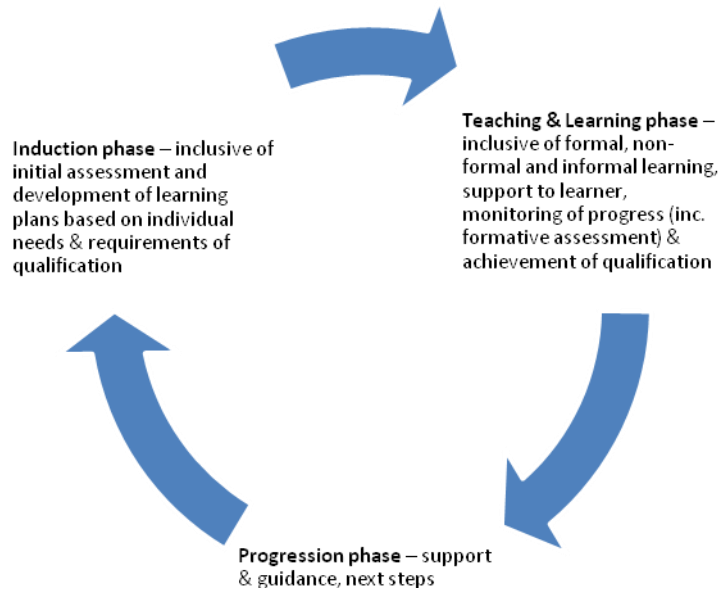 Induction phase – inclusive of
initial assessment and
development of learning
plans based on individual
needs & requirements of
qualification
Teaching & Learning phase –
inclusive of formal, non-
formal and informal learning,
support to learner,
monitoring of progress (inc.
formative assessment) &
achievement of qualification
Progression phase – support
& guidance, next steps